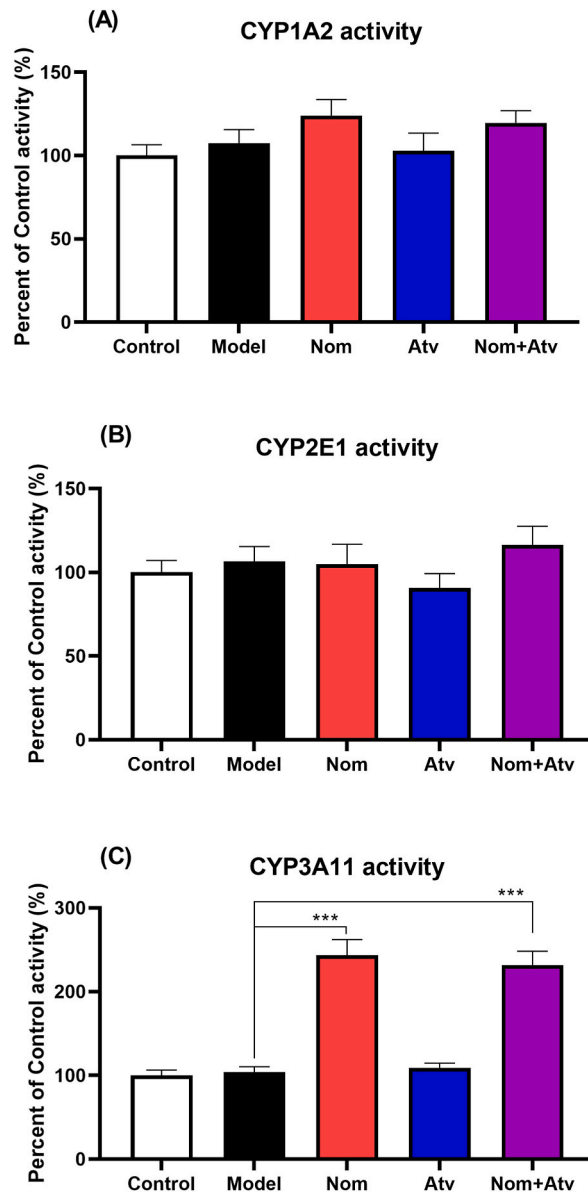 (A)
CYP1A2 activity
Percent of Control activity (%)
150
100
50
0
Control Model Nom Atv Nom+Atv
(B)
CYP2E1 activity
Percent of Control activity (%)
150
100
50
0
Control Model Nom Atv Nom+Atv
(C)
CYP3A11 activity
Percent of Control activity (%)
300
200
100
0
***
***
Control Model Nom Atv Nom+Atv